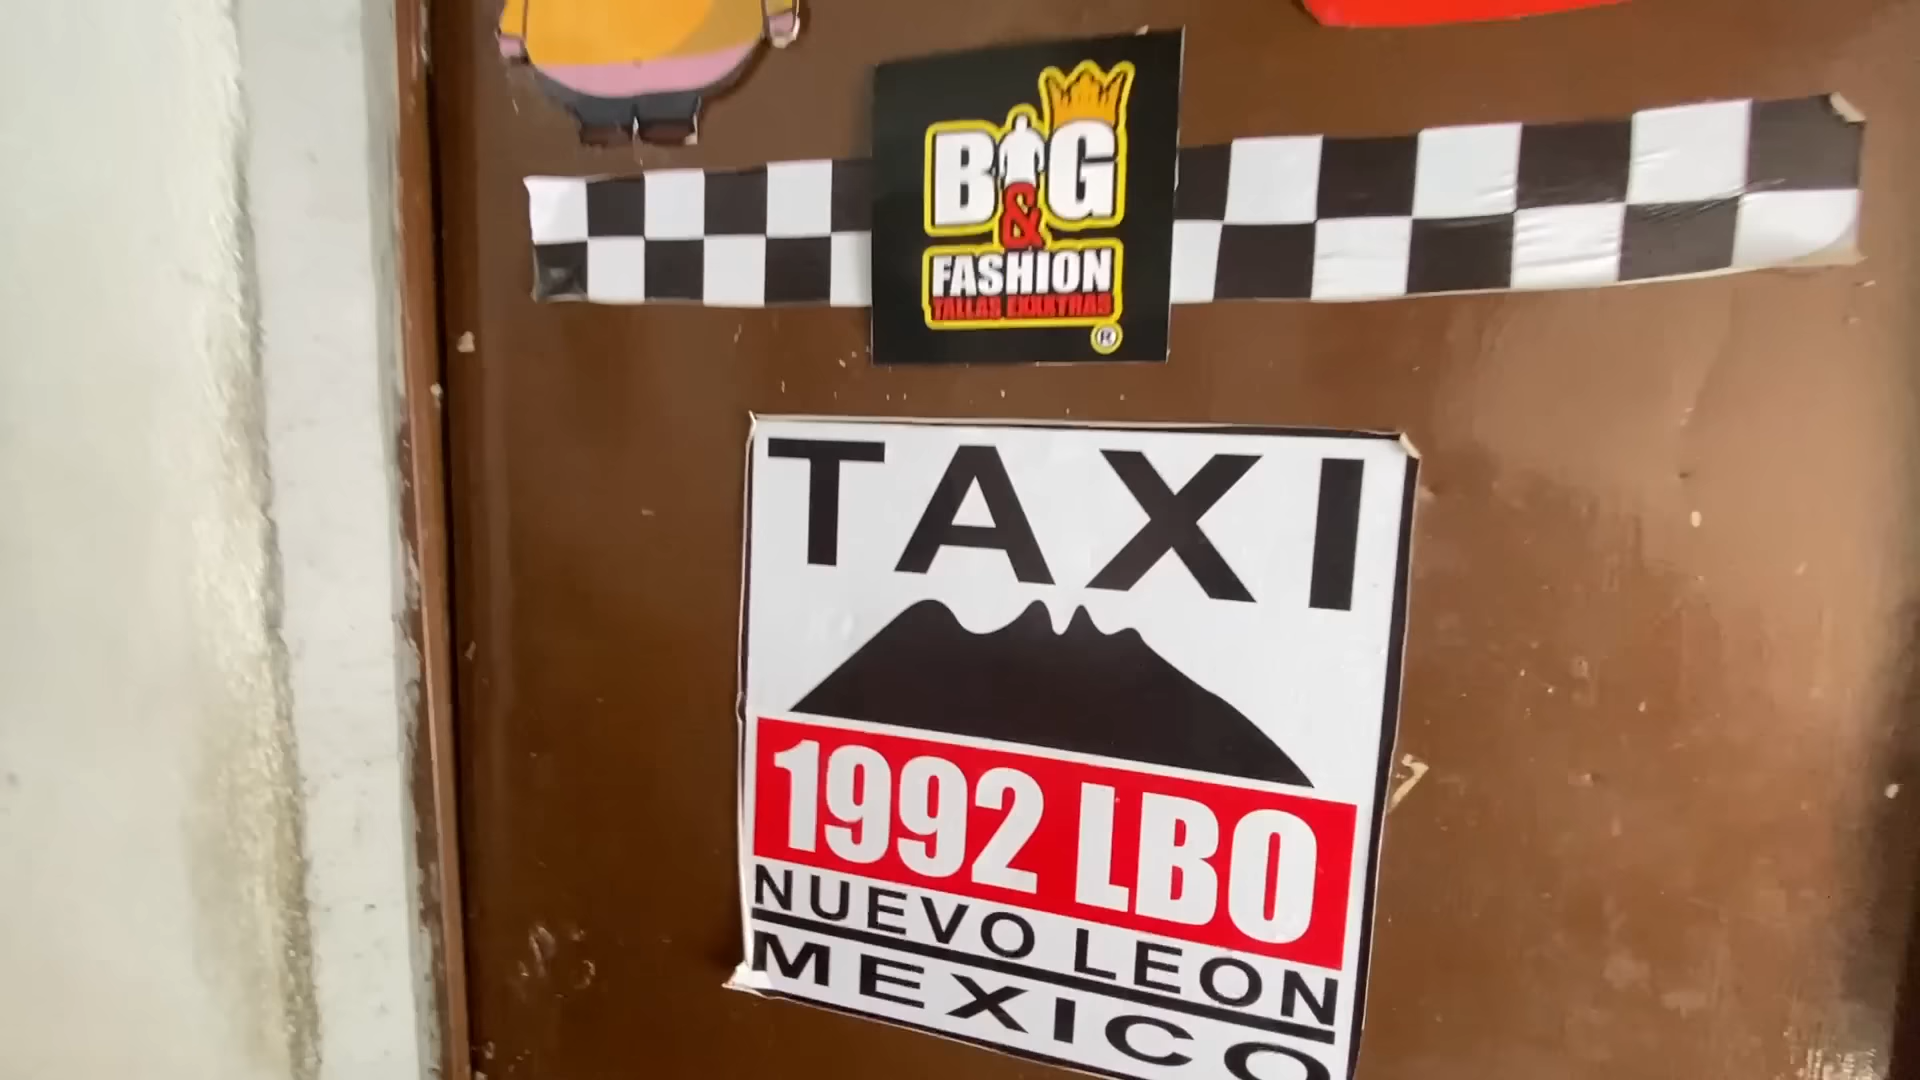 BIG
&
FASHION
TALLAS EXXXTRAS
®
TAXI
1992 LBO
NUEVO LEON
MEXICO